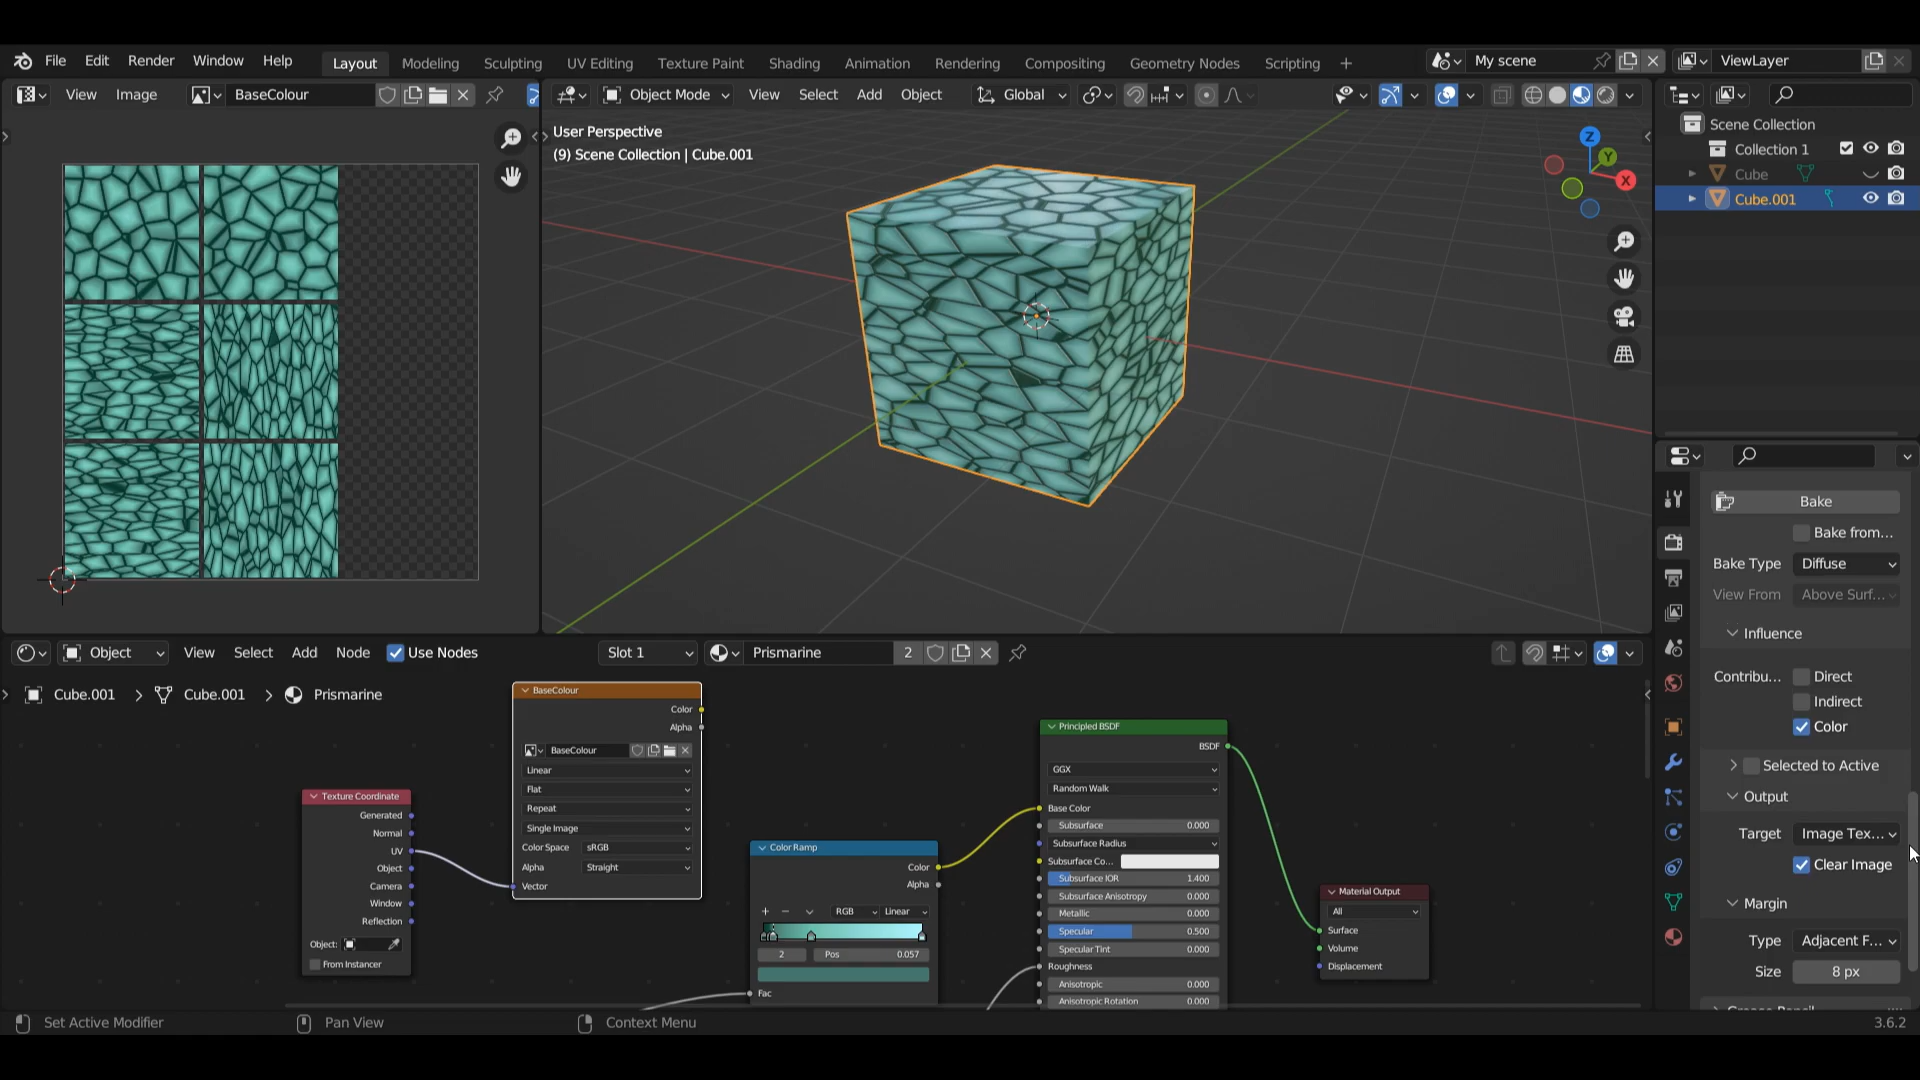 File Edit Render Window Help Layout Modeling Sculpting UV Editing Texture Paint Shading Animation Rendering Compositing Geometry Nodes Scripting + My scene ViewLayer
View Image BaseColour Object Mode View Select Add Object Global
User Perspective
(9) Scene Collection | Cube.001
Z
Y
X
Scene Collection
Collection 1
Cube
Cube.001
Bake
Bake from...
Bake Type Diffuse
View From Above Surf...
Influence
Contribu... Direct
Indirect
Color
Selected to Active
Output
Target Image Tex...
Clear Image
Margin
Type Adjacent F...
Size 8 px
Object View Select Add Node Use Nodes Slot 1 Prismarine 2
Cube.001 > Cube.001 > Prismarine
BaseColour
Color
Alpha
BaseColour
Linear
Flat
Repeat
Single Image
Color Space sRGB
Alpha Straight
Vector
Texture Coordinate
Generated
Normal
UV
Object
Camera
Window
Reflection
Object:
From Instancer
Color Ramp
Color
Alpha
+ − RGB Linear
2 Pos 0.057
Fac
Principled BSDF
BSDF
GGX
Random Walk
Base Color
Subsurface 0.000
Subsurface Radius
Subsurface Co...
Subsurface IOR 1.400
Subsurface Anisotropy 0.000
Metallic 0.000
Specular 0.500
Specular Tint 0.000
Roughness
Anisotropic 0.000
Anisotropic Rotation 0.000
Material Output
All
Surface
Volume
Displacement
Set Active Modifier Pan View Context Menu 3.6.2